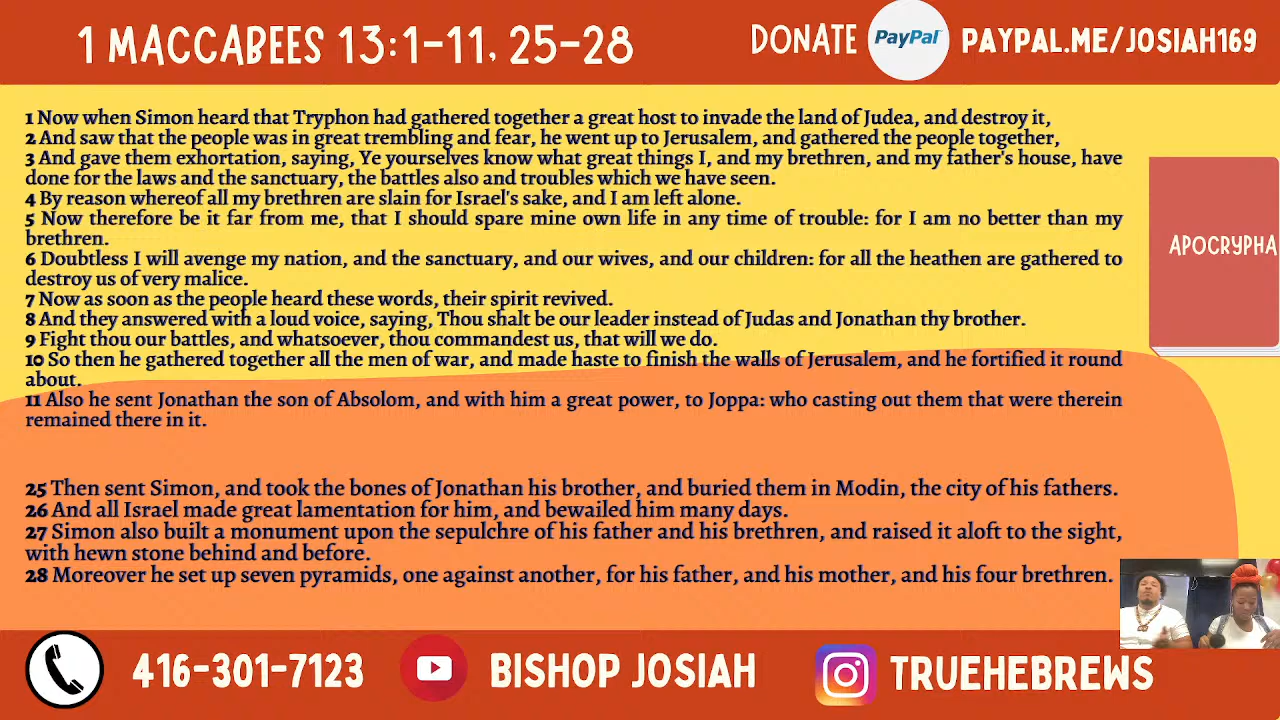 1 MACCABEES 13:1-11, 25-28
DONATE PayPal PAYPAL.ME/JOSIAH169
1 Now when Simon heard that Tryphon had gathered together a great host to invade the land of Judea, and destroy it,
2 And saw that the people was in great trembling and fear, he went up to Jerusalem, and gathered the people together,
3 And gave them exhortation, saying, Ye yourselves know what great things I, and my brethren, and my father's house, have
done for the laws and the sanctuary, the battles also and troubles which we have seen.
4 By reason whereof all my brethren are slain for Israel's sake, and I am left alone.
5 Now therefore be it far from me, that I should spare mine own life in any time of trouble: for I am no better than my
brethren.
6 Doubtless I will avenge my nation, and the sanctuary, and our wives, and our children: for all the heathen are gathered to
destroy us of very malice.
7 Now as soon as the people heard these words, their spirit revived.
8 And they answered with a loud voice, saying, Thou shalt be our leader instead of Judas and Jonathan thy brother.
9 Fight thou our battles, and whatsoever, thou commandest us, that will we do.
10 So then he gathered together all the men of war, and made haste to finish the walls of Jerusalem, and he fortified it round
about.
11 Also he sent Jonathan the son of Absolom, and with him a great power, to Joppa: who casting out them that were therein
remained there in it.
25 Then sent Simon, and took the bones of Jonathan his brother, and buried them in Modin, the city of his fathers.
26 And all Israel made great lamentation for him, and bewailed him many days.
27 Simon also built a monument upon the sepulchre of his father and his brethren, and raised it aloft to the sight,
with hewn stone behind and before.
28 Moreover he set up seven pyramids, one against another, for his father, and his mother, and his four brethren.
APOCRYPHA
416-301-7123
BISHOP JOSIAH
TRUEHEBREWS